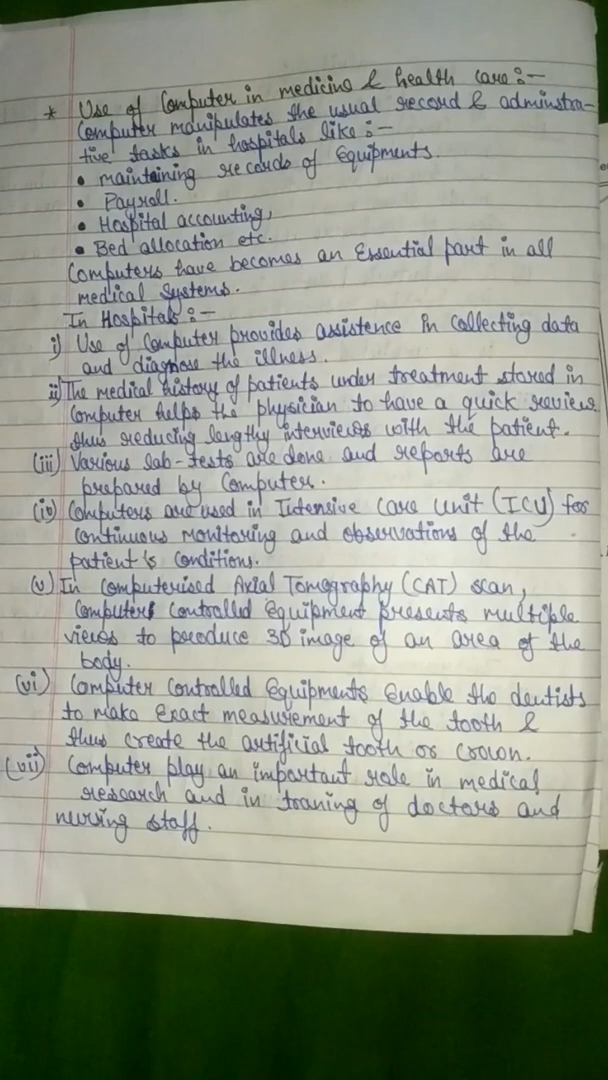 * Use of Computer in medicine & health care :-
Computer manipulates the usual record & adminstra-
tive tasks in hospitals like :-
• maintaining records of Equipments.
• Payroll.
• Hospital accounting,
• Bed allocation etc.
Computers have becomes an Essential part in all
medical Systems.
In Hospitals :-
i) Use of Computer provides assistence in Collecting data
and diagnose the illness.
ii) The medical history of patients under treatment stored in
Computer helps the physician to have a quick review
thus reducing lengthy interviews with the patient.
(iii) Various lab-tests are done and reports are
prepared by Computer.
(iv) Computers are used in Intensive Care Unit (ICU) for
Continuous Monitoring and observations of the
patient's Conditions.
(v) In Computerised Axial Tomography (CAT) scan,
Computers Controlled Equipment presents multiple
views to produce 3D image of an area of the
body.
(vi) Computer Controlled Equipments Enable the dentists
to make Exact measurement of the tooth &
thus create the artificial tooth or Crown.
(vii) Computer play an important role in medical
research and in traning of doctors and
nursing staff.